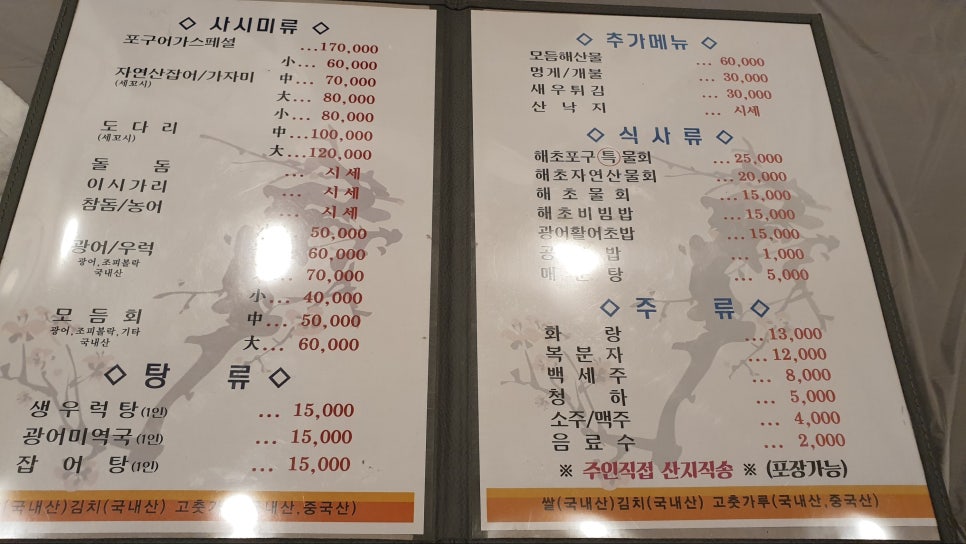 ◇ 사시미류 ◇
포구어가스페셜 ...170,000
小... 60,000
자연산잡어/가자미 中... 70,000
(세꼬시)
大... 80,000
小... 80,000
도다리 中...100,000
(세꼬시)
大...120,000
돌돔 ... 시세
이시가리 ... 시세
참돔/농어 ... 시세
50,000
광어/우럭 60,000
광어,조피볼락
국내산
70,000
小... 40,000
모듬회 中... 50,000
광어,조피볼락,기타
국내산
大... 60,000
◇ 탕류 ◇
생우럭탕(1인) ... 15,000
광어미역국(1인) ... 15,000
잡어탕(1인) ... 15,000
(국내산)김치(국내산) 고춧 내산,중국산)
◇ 추가메뉴 ◇
모듬해산물 ... 60,000
멍게/개불 ... 30,000
새우튀김 ... 30,000
산낙지 ... 시세
◇ 식사류 ◇
해초포구특물회 ...25,000
해초자연산물회 ...20,000
해초물회 ...15,000
해초비빔밥 ...15,000
광어활어초밥 ...15,000
밥 ... 1,000
매 탕 ... 5,000
◇ 주류 ◇
화랑 ...13,000
복분자 ...12,000
백세주 ... 8,000
청하 ... 5,000
소주/맥주 ... 4,000
음료수 ... 2,000
※ 주인직접 산지직송 ※ (포장가능)
쌀(국내산)김치(국내산) 고춧가루(국내산,중국산)